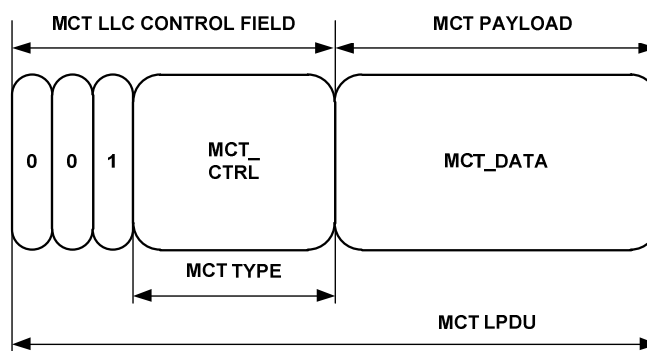 MCT LLC CONTROL FIELD
MCT PAYLOAD
0 0 1
MCT_
CTRL
MCT_DATA
MCT TYPE
MCT LPDU